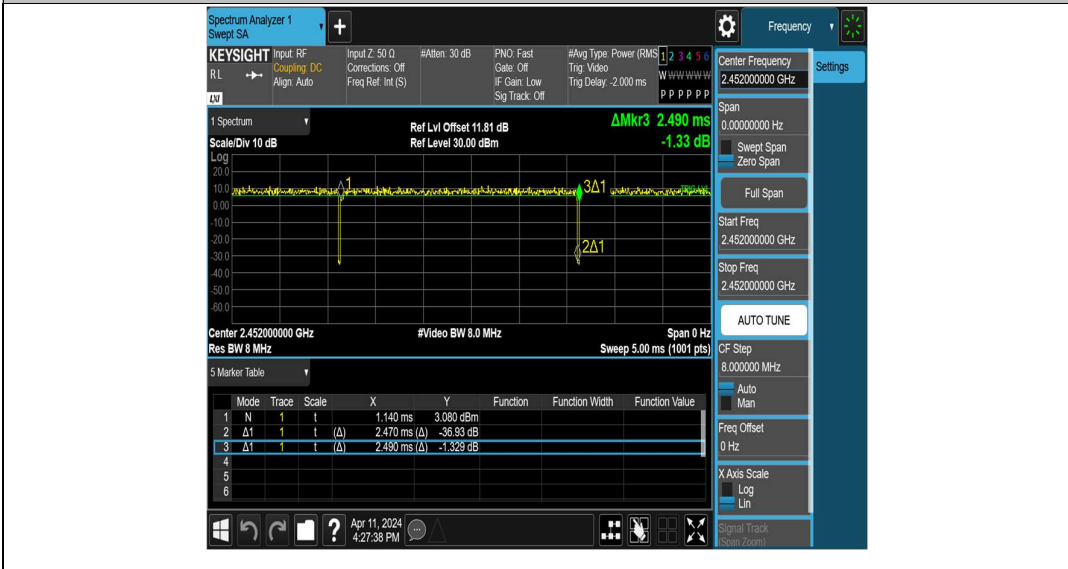 Spectrum Analyzer 1
Swept SA
+
Frequency
KEYSIGHT
RL
LXI
Input: RF
Coupling: DC
Align: Auto
Input Z: 50 Ω
Corrections: Off
Freq Ref: Int (S)
#Atten: 30 dB
PNO: Fast
Gate: Off
IF Gain: Low
Sig Track: Off
#Avg Type: Power (RMS
Trig: Video
Trig Delay: -2.000 ms
1 2 3 4 5 6
W W W W W W
P P P P P P
1 Spectrum
Scale/Div 10 dB
Ref Lvl Offset 11.81 dB
Ref Level 30.00 dBm
ΔMkr3 2.490 ms
-1.33 dB
Log
20.0
10.0
0.00
-10.0
-20.0
-30.0
-40.0
-50.0
-60.0
1
3Δ1
2Δ1
TRIG LVL
Center 2.452000000 GHz
#Video BW 8.0 MHz
Span 0 Hz
Res BW 8 MHz
Sweep 5.00 ms (1001 pts)
5 Marker Table
Mode Trace Scale X Y Function Function Width Function Value
1 N 1 t 1.140 ms 3.080 dBm
2 Δ1 1 t (Δ) 2.470 ms (Δ) -36.93 dB
3 Δ1 1 t (Δ) 2.490 ms (Δ) -1.329 dB
4
5
6
?
Apr 11, 2024
4:27:38 PM
Center Frequency
2.452000000 GHz
Settings
Span
0.00000000 Hz
Swept Span
Zero Span
Full Span
Start Freq
2.452000000 GHz
Stop Freq
2.452000000 GHz
AUTO TUNE
CF Step
8.000000 MHz
Auto
Man
Freq Offset
0 Hz
X Axis Scale
Log
Lin
Signal Track
(Span Zoom)